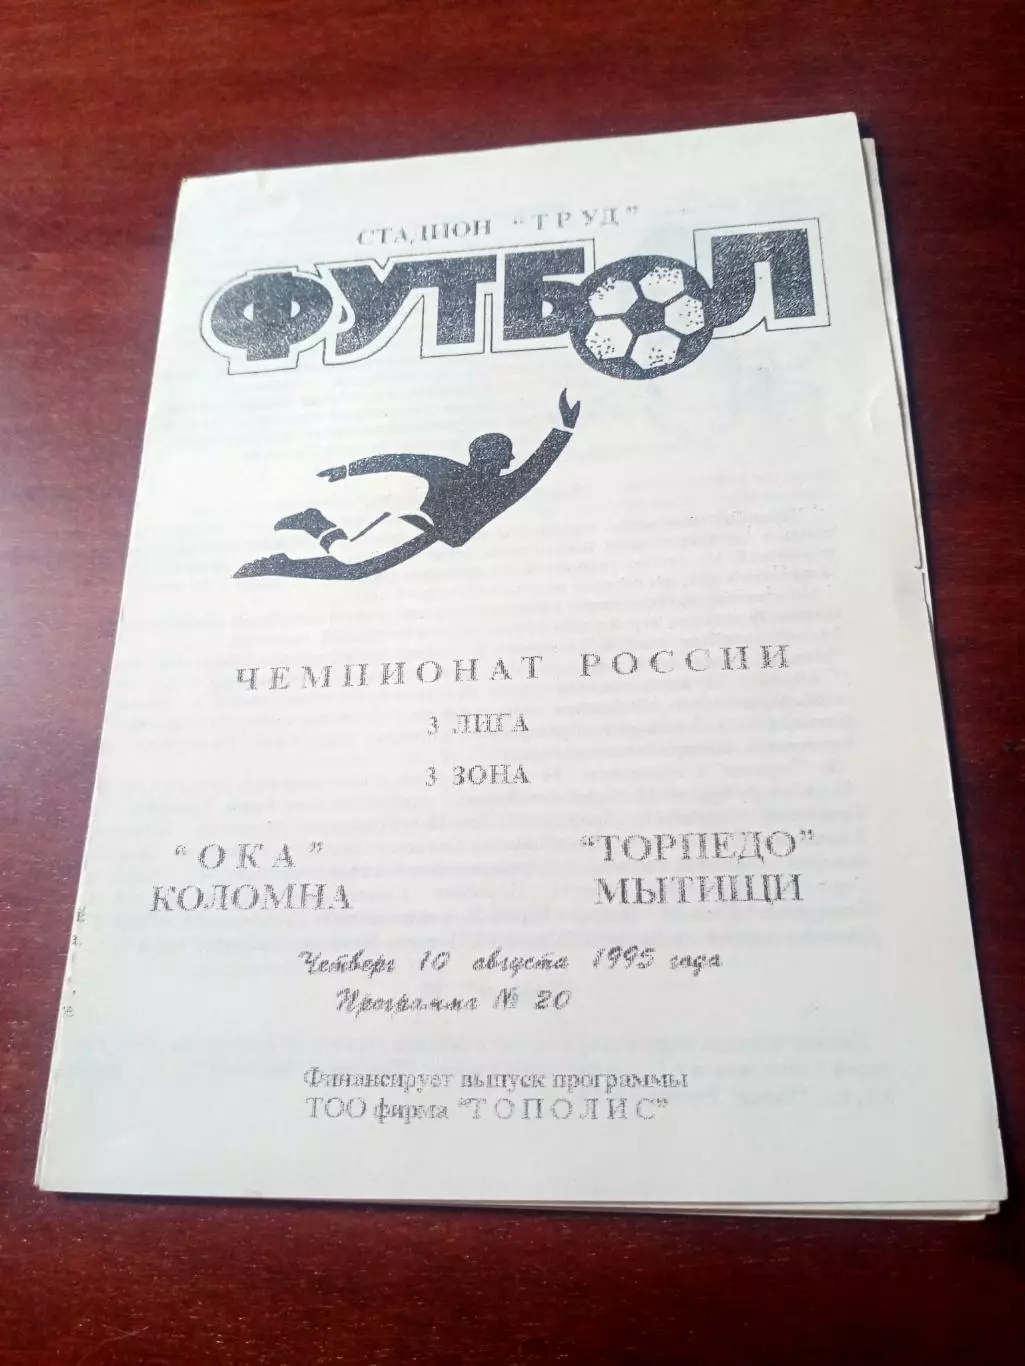 СТАДИОН “ТРУД”
ФУТБОЛ
ЧЕМПИОНАТ РОССИИ
3 ЛИГА
3 ЗОНА
“ОКА”
КОЛОМНА
“ТОРПЕДО”
МЫТИЩИ
Четверг 10 августа 1995 года
Программа № 20
Финансирует выпуск программы
ТОО фирма “ТОПОЛИС”